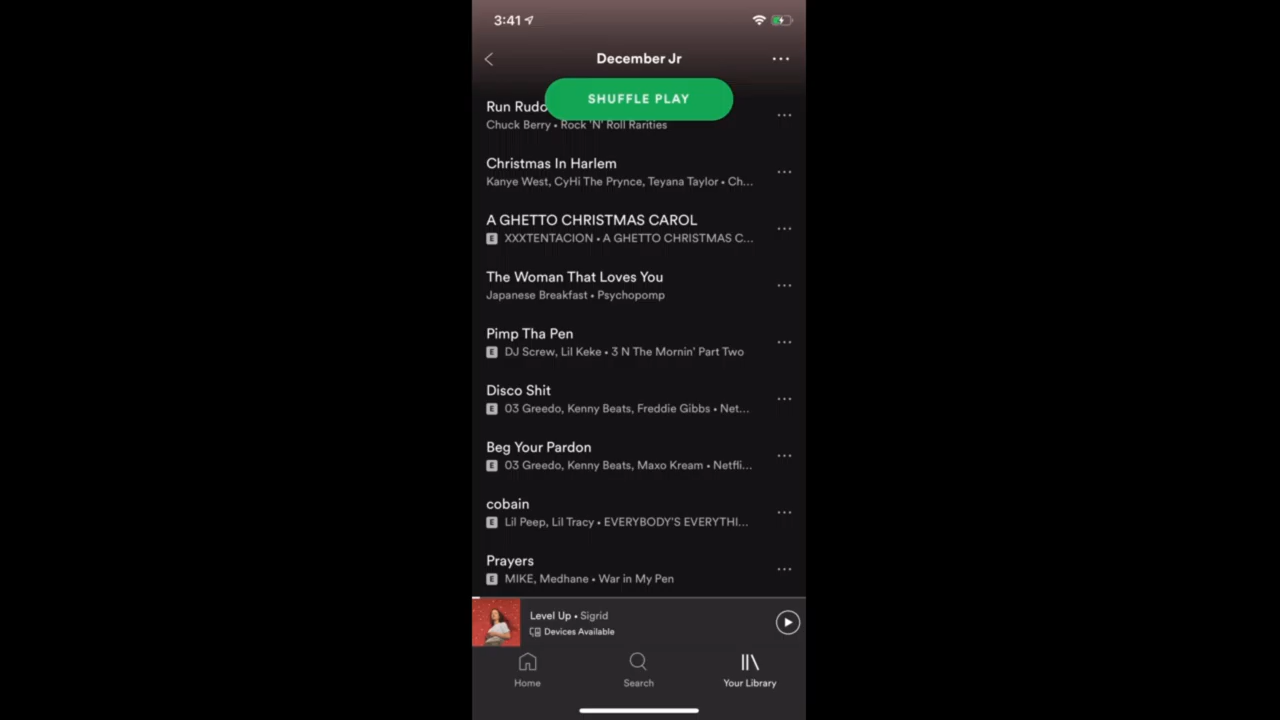 3:41
December Jr
SHUFFLE PLAY
Run Rudo
Chuck Berry • Rock 'N' Roll Rarities
Christmas In Harlem
Kanye West, CyHi The Prynce, Teyana Taylor • Ch...
A GHETTO CHRISTMAS CAROL
E XXXTENTACION • A GHETTO CHRISTMAS C...
The Woman That Loves You
Japanese Breakfast • Psychopomp
Pimp Tha Pen
E DJ Screw, Lil Keke • 3 N The Mornin' Part Two
Disco Shit
E 03 Greedo, Kenny Beats, Freddie Gibbs • Net...
Beg Your Pardon
E 03 Greedo, Kenny Beats, Maxo Kream • Netfli...
cobain
E Lil Peep, Lil Tracy • EVERYBODY'S EVERYTHI...
Prayers
E MIKE, Medhane • War in My Pen
Level Up • Sigrid
Devices Available
Home Search Your Library